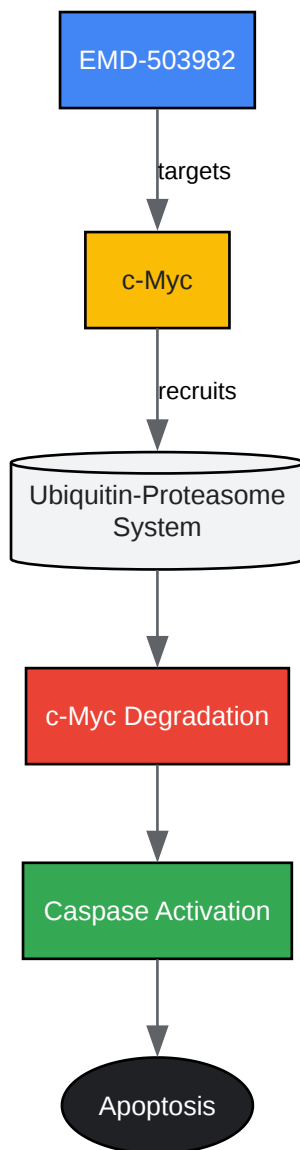 EMD-503982
targets
c-Myc
recruits
Ubiquitin-Proteasome
System
c-Myc Degradation
Caspase Activation
Apoptosis